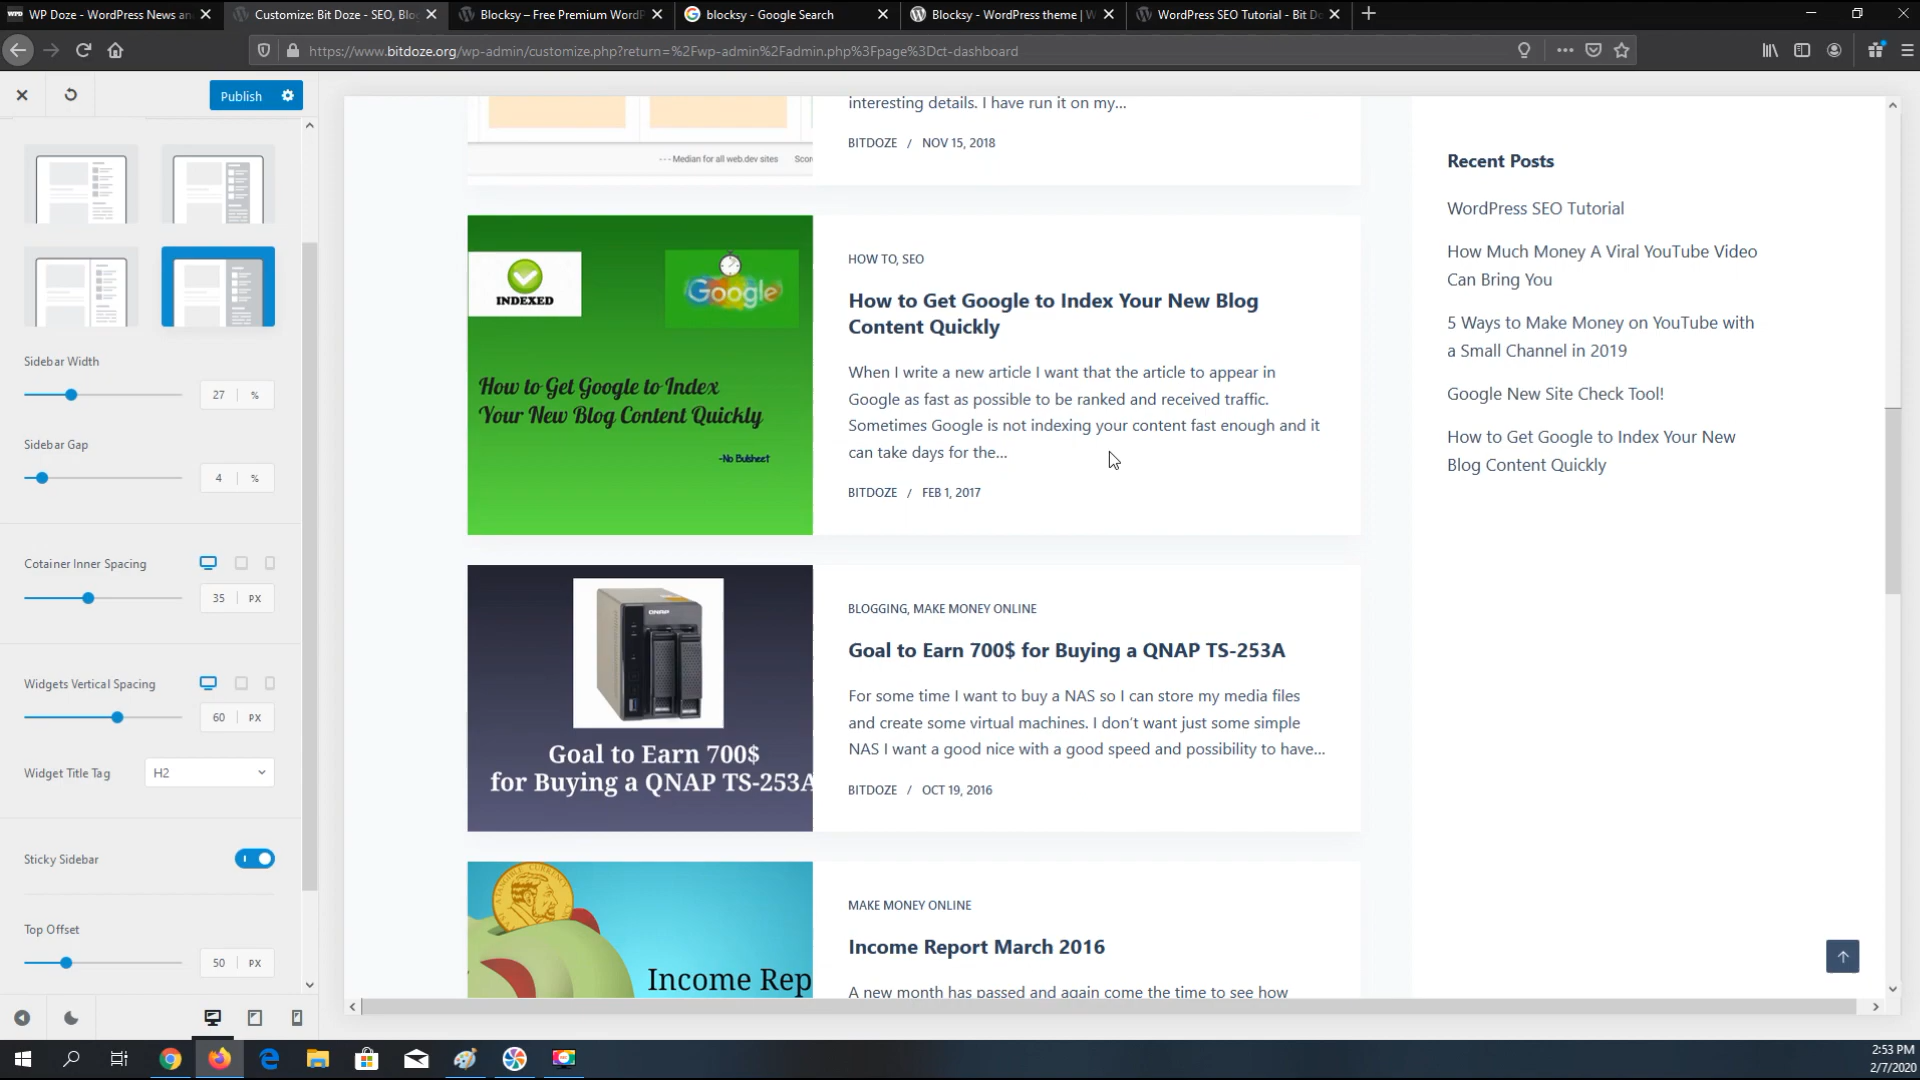 WP Doze - WordPress News an
Customize: Bit Doze - SEO, Blog
Blocksy – Free Premium WordP
blocksy - Google Search
Blocksy - WordPress theme | W
WordPress SEO Tutorial - Bit Do
https://www.bitdoze.org/wp-admin/customize.php?return=%2Fwp-admin%2Fadmin.php%3Fpage%3Dct-dashboard
Publish
Sidebar Width
27 %
Sidebar Gap
4 %
Cotainer Inner Spacing
35 PX
Widgets Vertical Spacing
60 PX
Widget Title Tag H2
Sticky Sidebar
Top Offset
50 PX
interesting details. I have run it on my...
BITDOZE / NOV 15, 2018
--- Median for all web.dev sites Scor
INDEXED
Google
How to Get Google to Index
Your New Blog Content Quickly
-No Bullsheet
HOW TO, SEO
How to Get Google to Index Your New Blog
Content Quickly
When I write a new article I want that the article to appear in
Google as fast as possible to be ranked and received traffic.
Sometimes Google is not indexing your content fast enough and it
can take days for the...
BITDOZE / FEB 1, 2017
QNAP
Goal to Earn 700$
for Buying a QNAP TS-253A
BLOGGING, MAKE MONEY ONLINE
Goal to Earn 700$ for Buying a QNAP TS-253A
For some time I want to buy a NAS so I can store my media files
and create some virtual machines. I don't want just some simple
NAS I want a good nice with a good speed and possibility to have...
BITDOZE / OCT 19, 2016
Income Rep
MAKE MONEY ONLINE
Income Report March 2016
A new month has passed and again come the time to see how
Recent Posts
WordPress SEO Tutorial
How Much Money A Viral YouTube Video
Can Bring You
5 Ways to Make Money on YouTube with
a Small Channel in 2019
Google New Site Check Tool!
How to Get Google to Index Your New
Blog Content Quickly
2:53 PM
2/7/2020